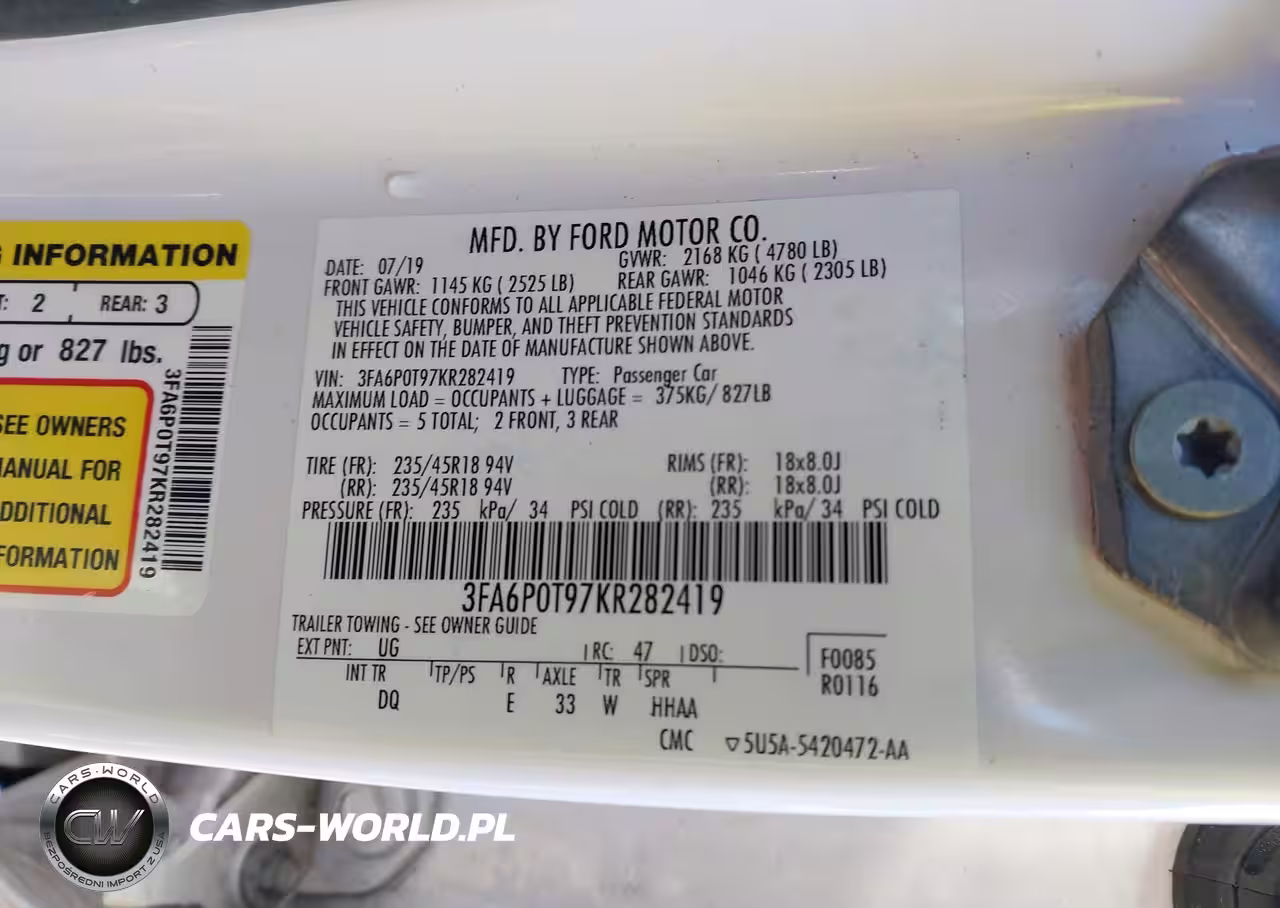 INFORMATION
2 REAR: 3
or 827 lbs.
SEE OWNERS
MANUAL FOR
ADDITIONAL
INFORMATION
3FA6P0T97KR282419
MFD. BY FORD MOTOR CO.
DATE: 07/19 GVWR: 2168 KG ( 4780 LB)
FRONT GAWR: 1145 KG ( 2525 LB) REAR GAWR: 1046 KG ( 2305 LB)
THIS VEHICLE CONFORMS TO ALL APPLICABLE FEDERAL MOTOR
VEHICLE SAFETY, BUMPER, AND THEFT PREVENTION STANDARDS
IN EFFECT ON THE DATE OF MANUFACTURE SHOWN ABOVE.
VIN: 3FA6P0T97KR282419 TYPE: Passenger Car
MAXIMUM LOAD = OCCUPANTS + LUGGAGE = 375KG/ 827LB
OCCUPANTS = 5 TOTAL; 2 FRONT, 3 REAR
TIRE (FR): 235/45R18 94V RIMS (FR): 18x8.0J
(RR): 235/45R18 94V (RR): 18x8.0J
PRESSURE (FR): 235 kPa/ 34 PSI COLD (RR): 235 kPa/ 34 PSI COLD
3FA6P0T97KR282419
TRAILER TOWING - SEE OWNER GUIDE
EXT PNT: UG RC: 47 DSO:
INT TR TP/PS R AXLE TR SPR
DQ E 33 W HHAA
F0085
R0116
CMC ▽5U5A-5420472-AA
CARS-WORLD
CW
BEZPOŚREDNI IMPORT Z USA
CARS-WORLD.PL